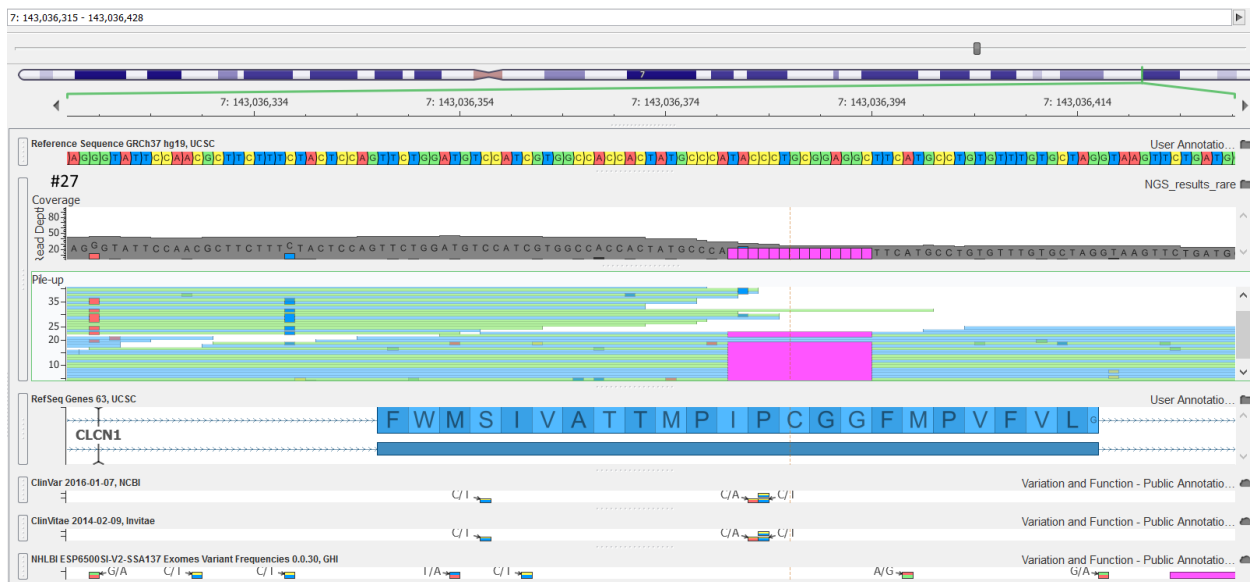 7: 143,036,315 - 143,036,428
7
7: 143,036,334 7: 143,036,354 7: 143,036,374 7: 143,036,394 7: 143,036,414
Reference Sequence GRCh37 hg19, UCSC
User Annotatio...
AGGGTATTCCAACGCTTCTTTCTACTCCAGTTCTGGATGTCCATCGTGGCCACCACTATGCCCATACCCTGCGGAGGCTTCATGCCTGTGTTTGTGCTAGGTAAGTTCTGATG
#27
NGS_results_rare
Coverage
Read Depth
80
50
20
AGGGTATTCCAACGCTTCTTTCTACTCCAGTTCTGGATGTCCATCGTGGCCACCACTATGCCCA TTCATGCCTGTGTTTGTGCTAGGTAAGTTCTGATG
Pile-up
35
25
20
10
RefSeq Genes 63, UCSC
User Annotatio...
F W M S I V A T T M P I P C G G F M P V F V L G
CLCN1
ClinVar 2016-01-07, NCBI
Variation and Function - Public Annotatio...
C/T C/A C/T
ClinVitae 2014-02-09, Invitae
Variation and Function - Public Annotatio...
C/T C/A C/T
NHLBI ESP6500SI-V2-SSA137 Exomes Variant Frequencies 0.0.30, GHI
Variation and Function - Public Annotatio...
G/A C/T C/T T/A C/T A/G G/A